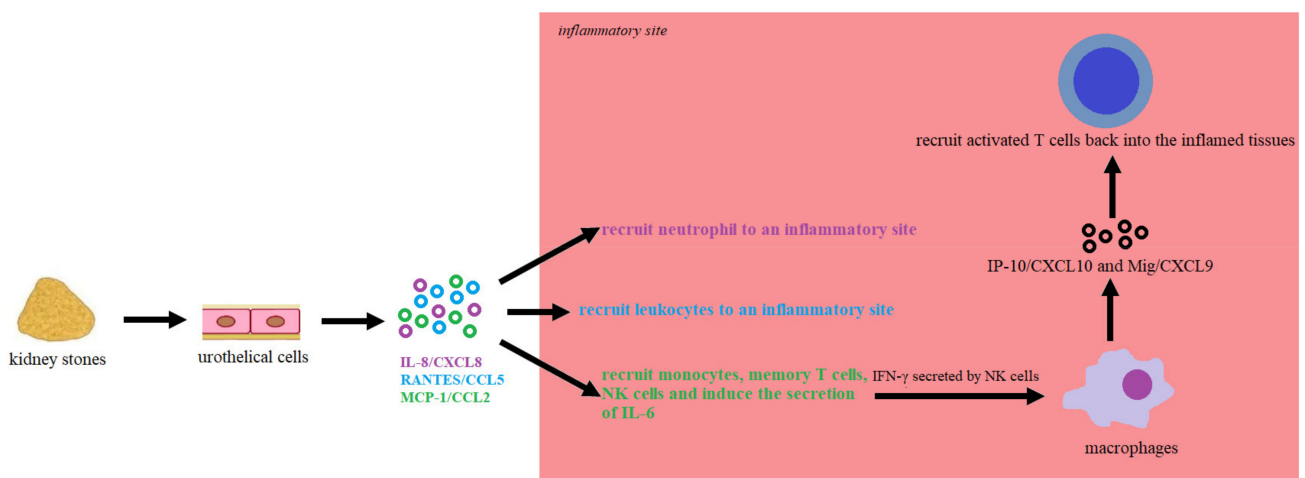 inflammatory site
recruit activated T cells back into the inflamed tissues
recruit neutrophil to an inflammatory site
IP-10/CXCL10 and Mig/CXCL9
recruit leukocytes to an inflammatory site
kidney stones
urothelical cells
IL-8/CXCL8
RANTES/CCL5
MCP-1/CCL2
recruit monocytes, memory T cells,
NK cells and induce the secretion
of IL-6
IFN-γ secreted by NK cells
macrophages